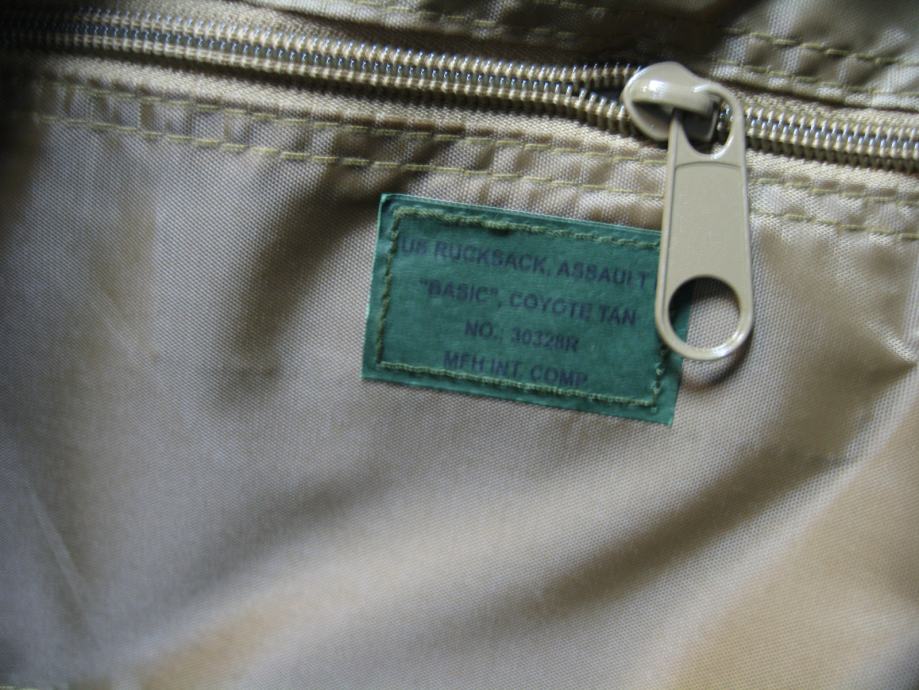 US RUCKSACK, ASSAULT
"BASIC", COYOTE TAN
NO.: 30328R
MFH INT. COMP.